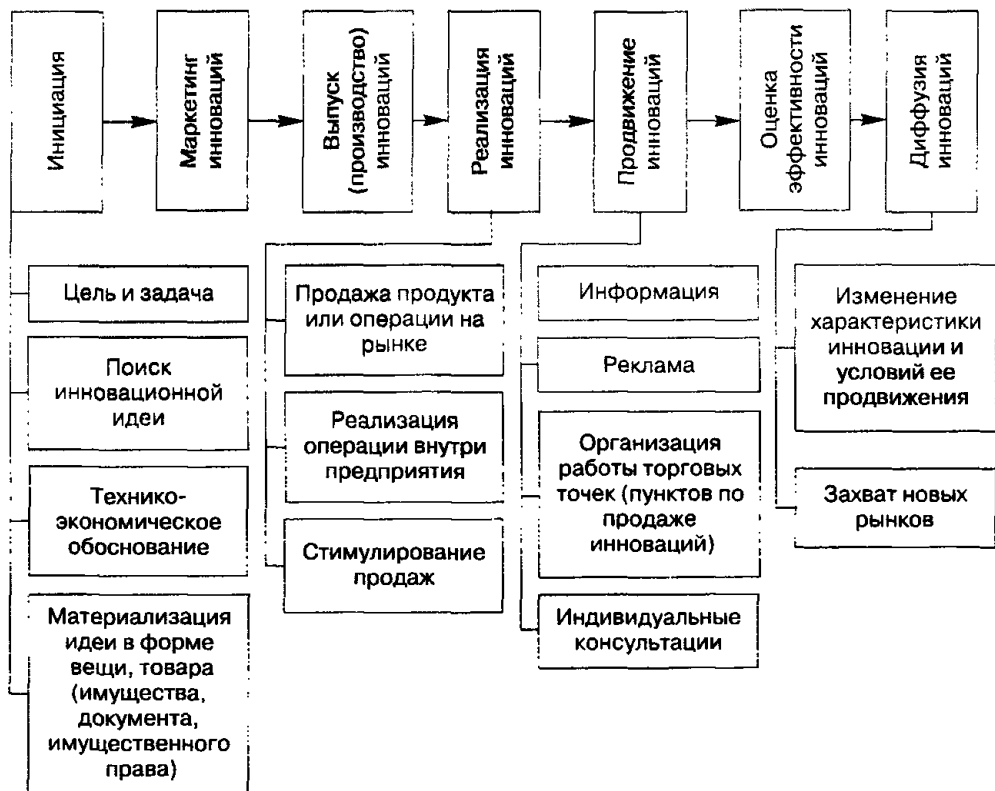 Инициация
Маркетинг
инноваций
Выпуск
(производство)
инноваций
Реализация
инноваций
Продвижение
инноваций
Оценка
эффективности
инноваций
Диффузия
инноваций
Цель и задача
Поиск
инновационной
идеи
Технико-
экономическое
обоснование
Материализация
идеи в форме
вещи, товара
(имущества,
документа,
имущественного
права)
Продажа продукта
или операции на
рынке
Реализация
операции внутри
предприятия
Стимулирование
продаж
Информация
Реклама
Организация
работы торговых
точек (пунктов по
продаже
инноваций)
Индивидуальные
консультации
Изменение
характеристики
инновации и
условий ее
продвижения
Захват новых
рынков